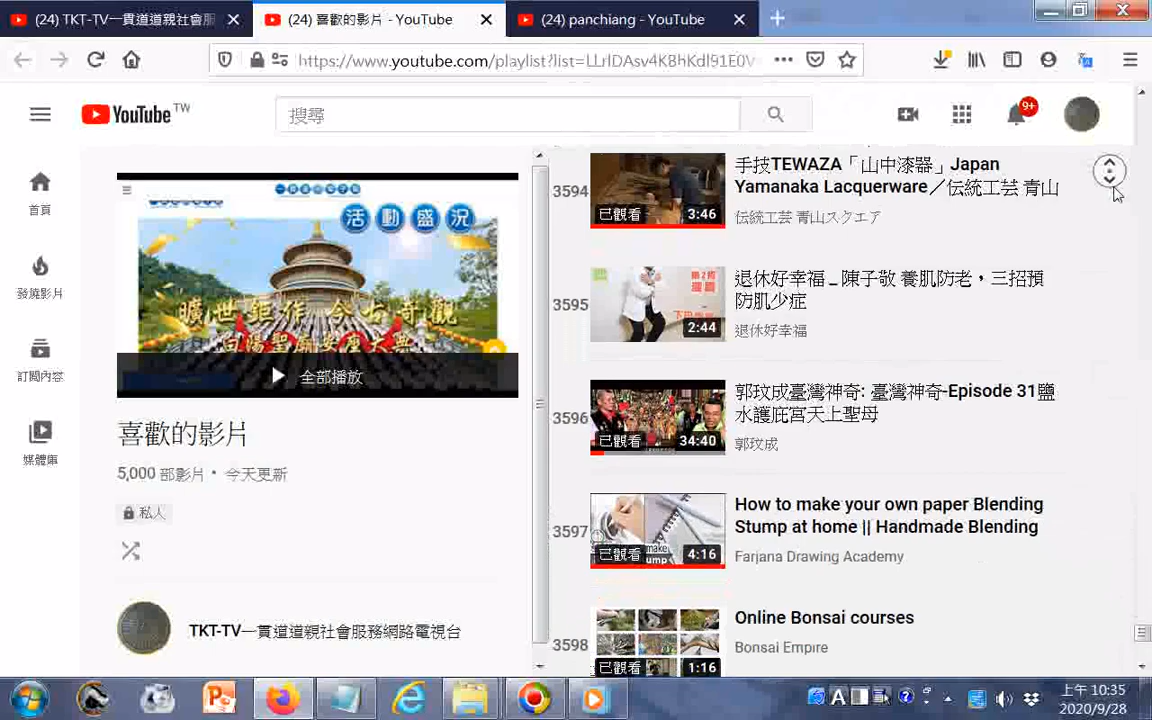 (24) TKT-TV一貫道道親社會服
(24) 喜歡的影片 - YouTube
(24) panchiang - YouTube
https://www.youtube.com/playlist?list=LLrlDAsv4KBhKdl91E0V
YouTube TW
搜尋
9+
首頁
發燒影片
訂閱內容
媒體庫
活動盛況
曠世鉅作 今古奇觀
全部播放
喜歡的影片
5,000 部影片・今天更新
私人
TKT-TV一貫道道親社會服務網路電視台
3594
已觀看
3:46
手技TEWAZA「山中漆器」Japan
Yamanaka Lacquerware／伝統工芸 青山
伝統工芸 青山スクエア
3595
2:44
退休好幸福 _ 陳子敬 養肌防老，三招預
防肌少症
退休好幸福
3596
已觀看
34:40
郭玟成臺灣神奇: 臺灣神奇-Episode 31鹽
水護庇宮天上聖母
郭玟成
3597
已觀看
4:16
How to make your own paper Blending
Stump at home || Handmade Blending
Farjana Drawing Academy
3598
已觀看
1:16
Online Bonsai courses
Bonsai Empire
上午 10:35
2020/9/28